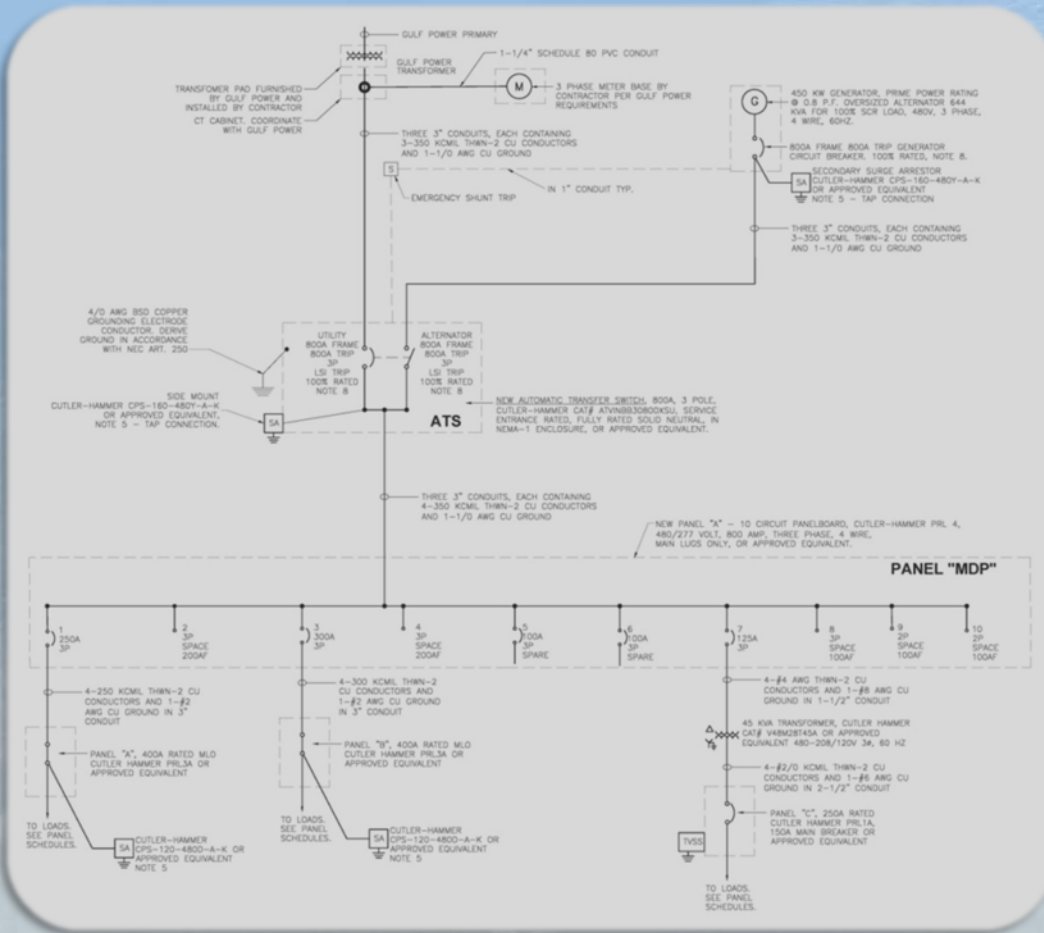 GULF POWER PRIMARY
GULF POWER
TRANSFORMER
1-1/4" SCHEDULE 80 PVC CONDUIT
TRANSFOMER PAD FURNISHED
BY GULF POWER AND
INSTALLED BY CONTRACTOR
CT CABINET. COORDINATE
WITH GULF POWER
M
3 PHASE METER BASE BY
CONTRACTOR PER GULF POWER
REQUIREMENTS
G
450 KW GENERATOR, PRIME POWER RATING
@ 0.8 P.F. OVERSIZED ALTERNATOR 644
KVA FOR 100% SCR LOAD, 480V, 3 PHASE,
4 WIRE, 60HZ.
800A FRAME 800A TRIP GENERATOR
CIRCUIT BREAKER. 100% RATED, NOTE 8.
SA
SECONDARY SURGE ARRESTOR
CUTLER-HAMMER CPS-160-480Y-A-K
OR APPROVED EQUIVALENT
NOTE 5 - TAP CONNECTION
THREE 3" CONDUITS, EACH CONTAINING
3-350 KCMIL THWN-2 CU CONDUCTORS
AND 1-1/0 AWG CU GROUND
S
EMERGENCY SHUNT TRIP
IN 1" CONDUIT TYP.
THREE 3" CONDUITS, EACH CONTAINING
3-350 KCMIL THWN-2 CU CONDUCTORS
AND 1-1/0 AWG CU GROUND
4/0 AWG BSD COPPER
GROUNDING ELECTRODE
CONDUCTOR. DERIVE
GROUND IN ACCORDANCE
WITH NEC ART. 250
UTILITY
800A FRAME
800A TRIP
3P
LSI TRIP
100% RATED
NOTE 8
ALTERNATOR
800A FRAME
800A TRIP
3P
LSI TRIP
100% RATED
NOTE 8
SIDE MOUNT
CUTLER-HAMMER CPS-160-480Y-A-K
OR APPROVED EQUIVALENT,
NOTE 5 - TAP CONNECTION.
SA
ATS
NEW AUTOMATIC TRANSFER SWITCH, 800A, 3 POLE,
CUTLER-HAMMER CAT# ATVINBB30800XSU, SERVICE
ENTRANCE RATED, FULLY RATED SOLID NEUTRAL, IN
NEMA-1 ENCLOSURE, OR APPROVED EQUIVALENT.
THREE 3" CONDUITS, EACH CONTAINING
4-350 KCMIL THWN-2 CU CONDUCTORS
AND 1-1/0 AWG CU GROUND
NEW PANEL "A" - 10 CIRCUIT PANELBOARD, CUTLER-HAMMER PRL 4,
480/277 VOLT, 800 AMP, THREE PHASE, 4 WIRE,
MAIN LUGS ONLY, OR APPROVED EQUIVALENT.
PANEL "MDP"
1
250A
3P
2
3P
SPACE
200AF
3
300A
3P
4
3P
SPACE
200AF
5
100A
3P
SPARE
6
100A
3P
SPARE
7
125A
3P
8
3P
SPACE
100AF
9
2P
SPACE
100AF
10
2P
SPACE
100AF
4-250 KCMIL THWN-2 CU
CONDUCTORS AND 1-#2
AWG CU GROUND IN 3"
CONDUIT
PANEL "A", 400A RATED MLO
CUTLER HAMMER PRL3A OR
APPROVED EQUIVALENT
TO LOADS.
SEE PANEL
SCHEDULES.
SA
CUTLER-HAMMER
CPS-120-480D-A-K OR
APPROVED EQUIVALENT
NOTE 5
4-300 KCMIL THWN-2
CU CONDUCTORS AND
1-#2 AWG CU GROUND
IN 3" CONDUIT
PANEL "B", 400A RATED MLO
CUTLER HAMMER PRL3A OR
APPROVED EQUIVALENT
TO LOADS.
SEE PANEL
SCHEDULES.
SA
CUTLER-HAMMER
CPS-120-480D-A-K OR
APPROVED EQUIVALENT
NOTE 5
4-#4 AWG THWN-2 CU
CONDUCTORS AND 1-#8 AWG CU
GROUND IN 1-1/2" CONDUIT
45 KVA TRANSFORMER, CUTLER HAMMER
CAT# V48M28T45A OR APPROVED
EQUIVALENT 480-208/120V 3ø, 60 HZ
4-#2/0 KCMIL THWN-2 CU
CONDUCTORS AND 1-#6 AWG CU
GROUND IN 2-1/2" CONDUIT
PANEL "C", 250A RATED
CUTLER HAMMER PRL1A,
150A MAIN BREAKER OR
APPROVED EQUIVALENT
TVSS
TO LOADS.
SEE PANEL
SCHEDULES.